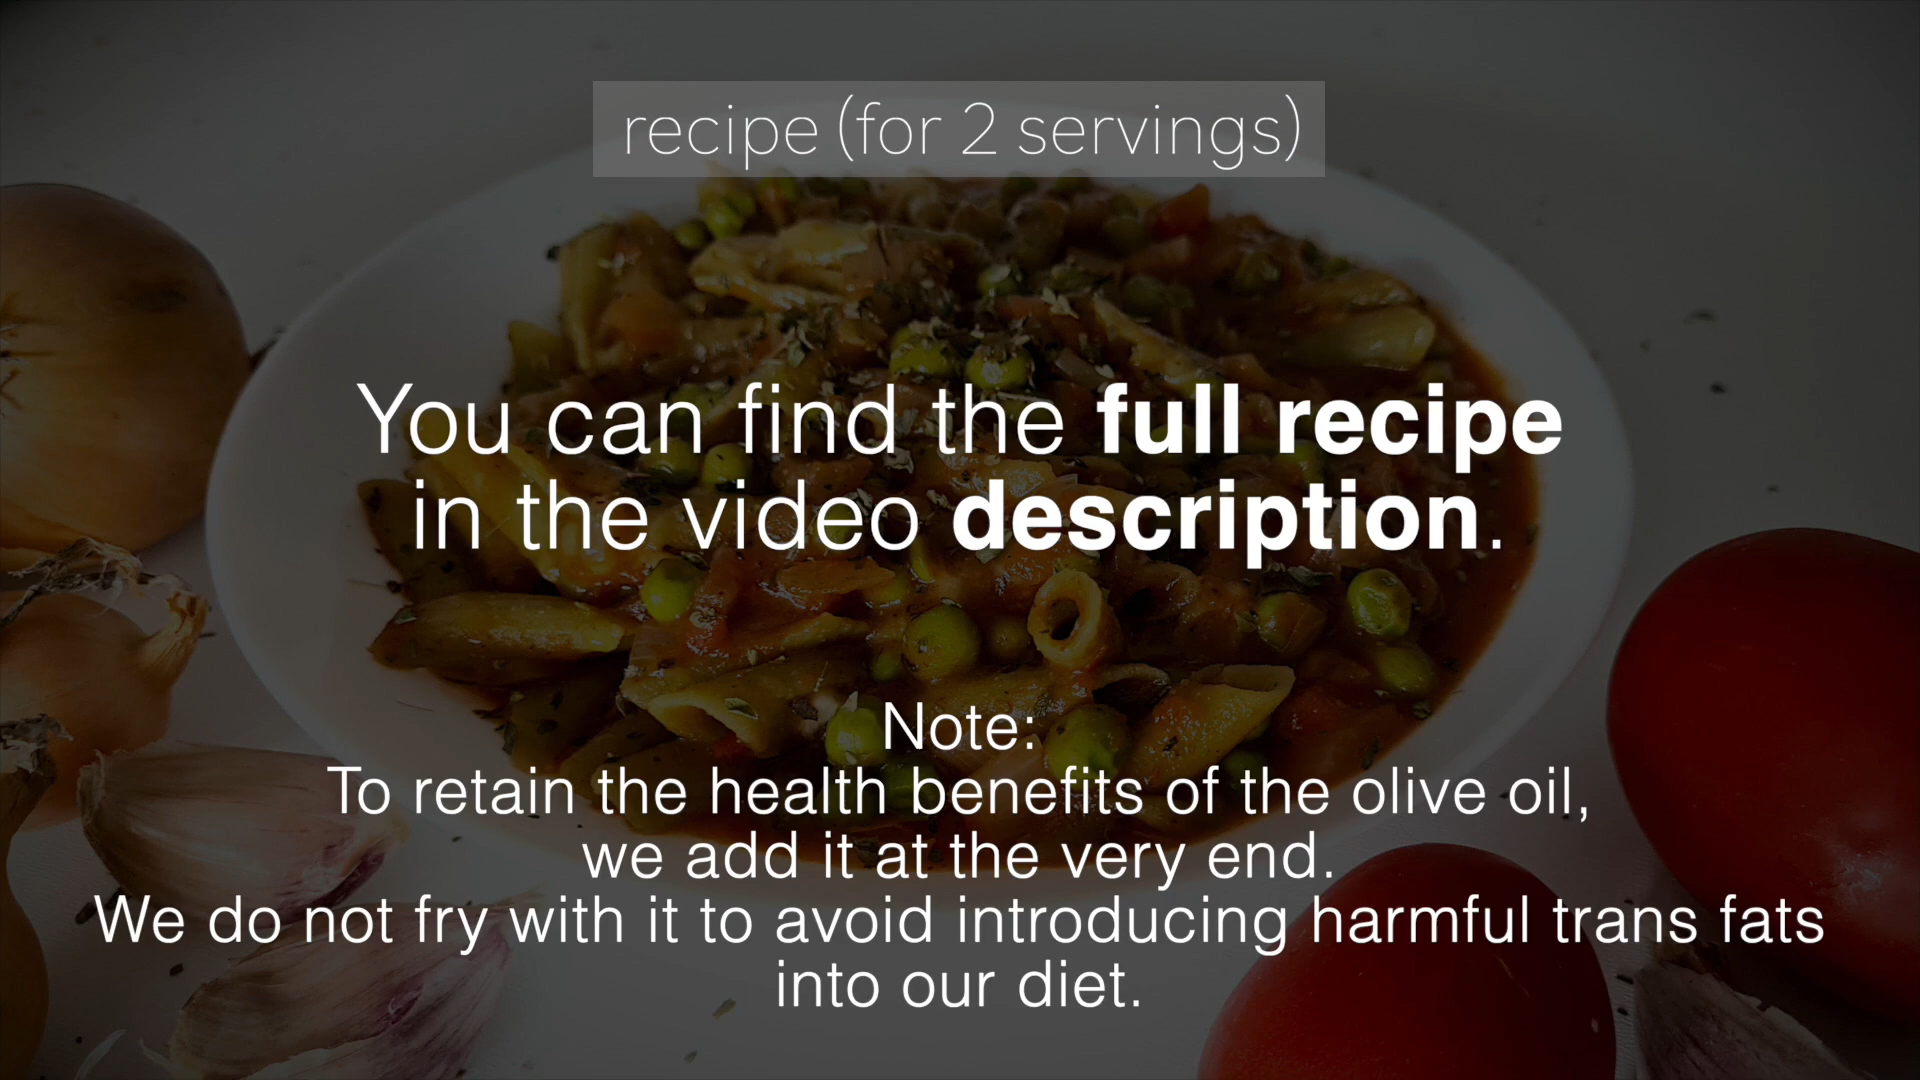 recipe (for 2 servings)
You can find the full recipe
in the video description.
Note:
To retain the health benefits of the olive oil,
we add it at the very end.
We do not fry with it to avoid introducing harmful trans fats
into our diet.